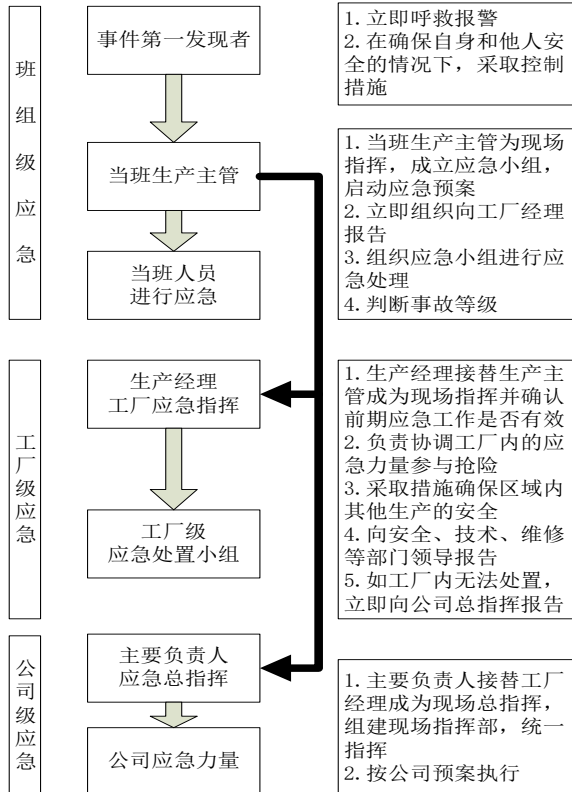 班
组
级
应
急
事件第一发现者
1. 立即呼救报警
2. 在确保自身和他人安
全的情况下，采取控制
措施
当班生产主管
当班人员
进行应急
1. 当班生产主管为现场
指挥，成立应急小组，
启动应急预案
2. 立即组织向工厂经理
报告
3. 组织应急小组进行应
急处理
4. 判断事故等级
工
厂
级
应
急
生产经理
工厂应急指挥
工厂级
应急处置小组
1. 生产经理接替生产主
管成为现场指挥并确认
前期应急工作是否有效
2. 负责协调工厂内的应
急力量参与抢险
3. 采取措施确保区域内
其他生产的安全
4. 向安全、技术、维修
等部门领导报告
5. 如工厂内无法处置，
立即向公司总指挥报告
公
司
级
应
急
主要负责人
应急总指挥
公司应急力量
1. 主要负责人接替工厂
经理成为现场总指挥，
组建现场指挥部，统一
指挥
2. 按公司预案执行